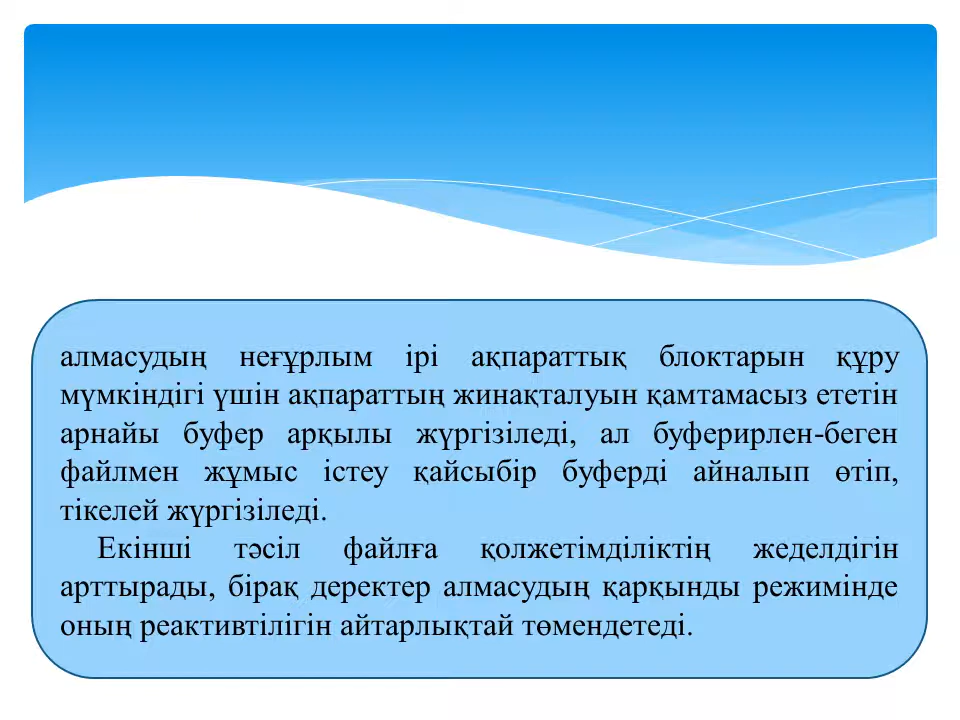 алмасудың неғұрлым ірі ақпараттық блоктарын құру
мүмкіндігі үшін ақпараттың жинақталуын қамтамасыз ететін
арнайы буфер арқылы жүргізіледі, ал буферирлен-беген
файлмен жұмыс істеу қайсыбір буферді айналып өтіп,
тікелей жүргізіледі.
Екінші тәсіл файлға қолжетімділіктің жеделдігін
арттырады, бірақ деректер алмасудың қарқынды режимінде
оның реактивтілігін айтарлықтай төмендетеді.